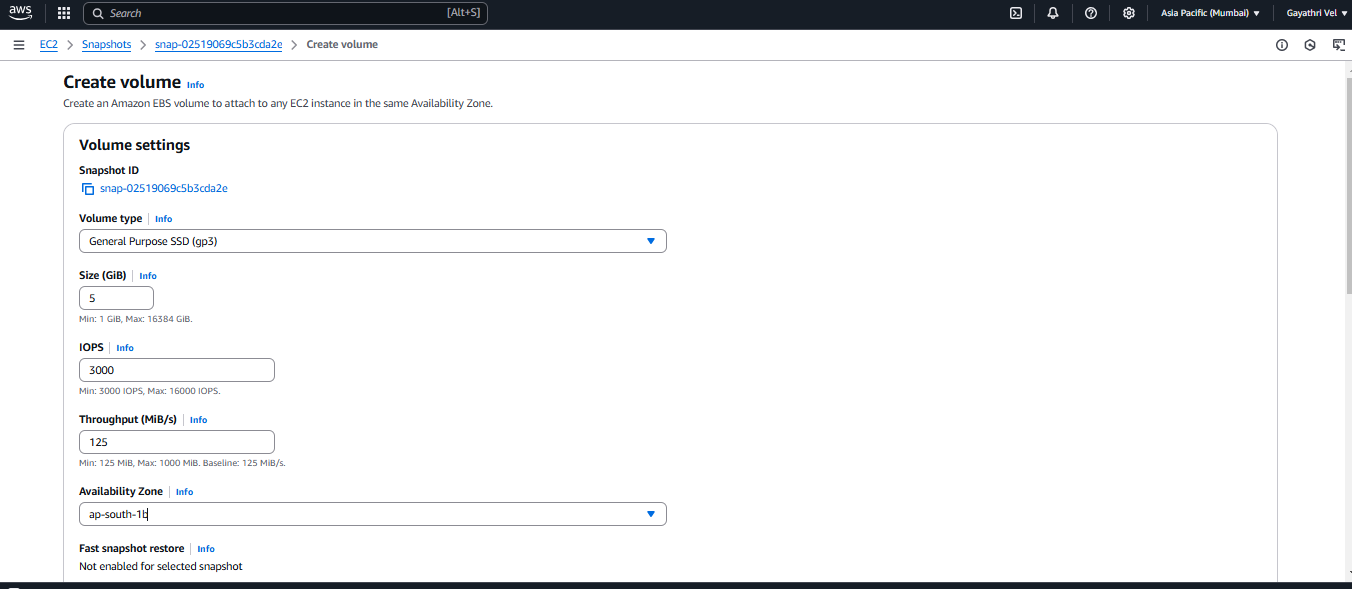 aws
Search [Alt+S]
Asia Pacific (Mumbai) ▼
Gayathri Vel ▼
EC2 > Snapshots > snap-02519069c5b3cda2e > Create volume
Create volume Info
Create an Amazon EBS volume to attach to any EC2 instance in the same Availability Zone.
Volume settings
Snapshot ID
snap-02519069c5b3cda2e
Volume type | Info
General Purpose SSD (gp3)
Size (GiB) | Info
5
Min: 1 GiB, Max: 16384 GiB.
IOPS | Info
3000
Min: 3000 IOPS, Max: 16000 IOPS.
Throughput (MiB/s) | Info
125
Min: 125 MiB, Max: 1000 MiB. Baseline: 125 MiB/s.
Availability Zone | Info
ap-south-1b
Fast snapshot restore | Info
Not enabled for selected snapshot